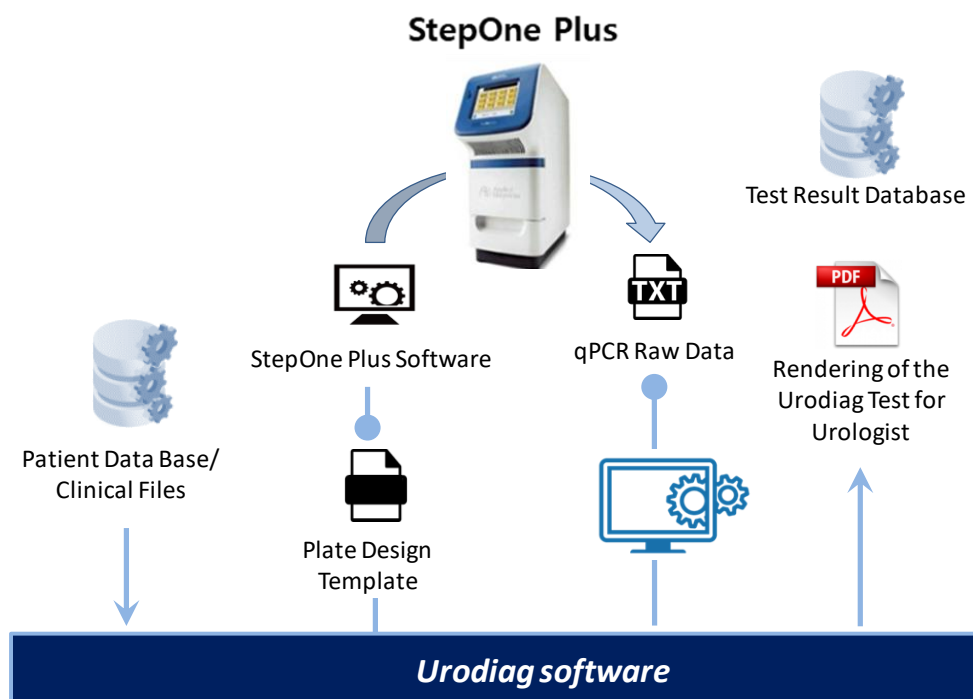 StepOne Plus
Test Result Database
TXT
PDF
StepOne Plus Software
qPCR Raw Data
Rendering of the
Urodiag Test for
Urologist
Patient Data Base/
Clinical Files
Plate Design
Template
Urodiag software